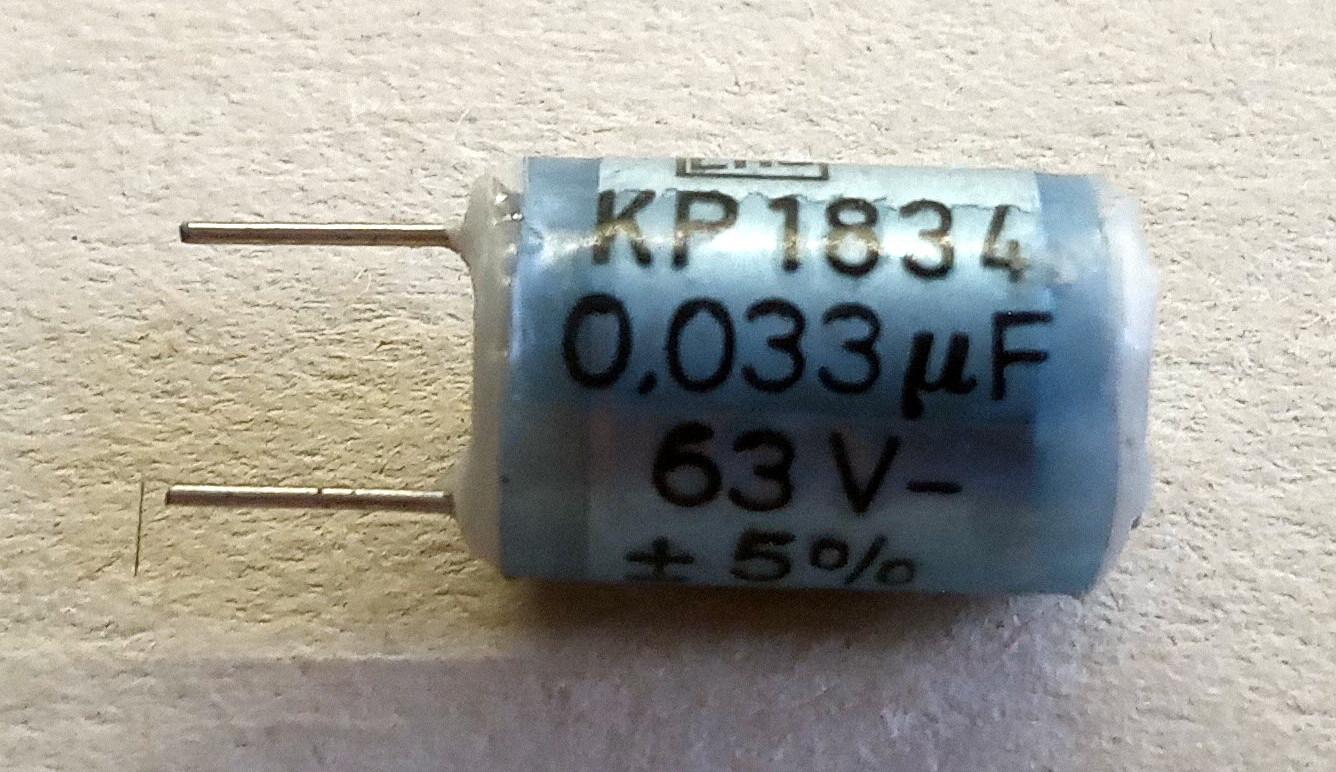 KP1834
0,033µF
63V-
± 5%